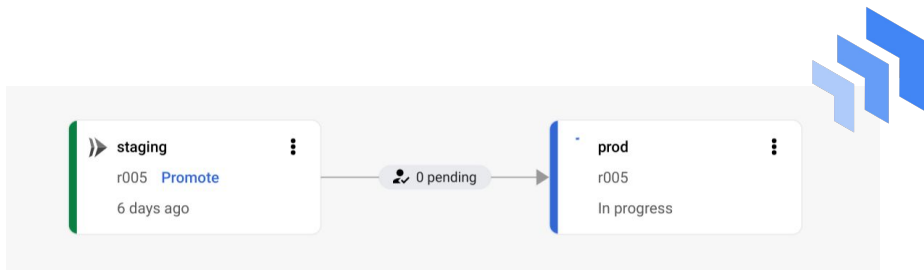 staging
r005 Promote
6 days ago
0 pending
prod
r005
In progress